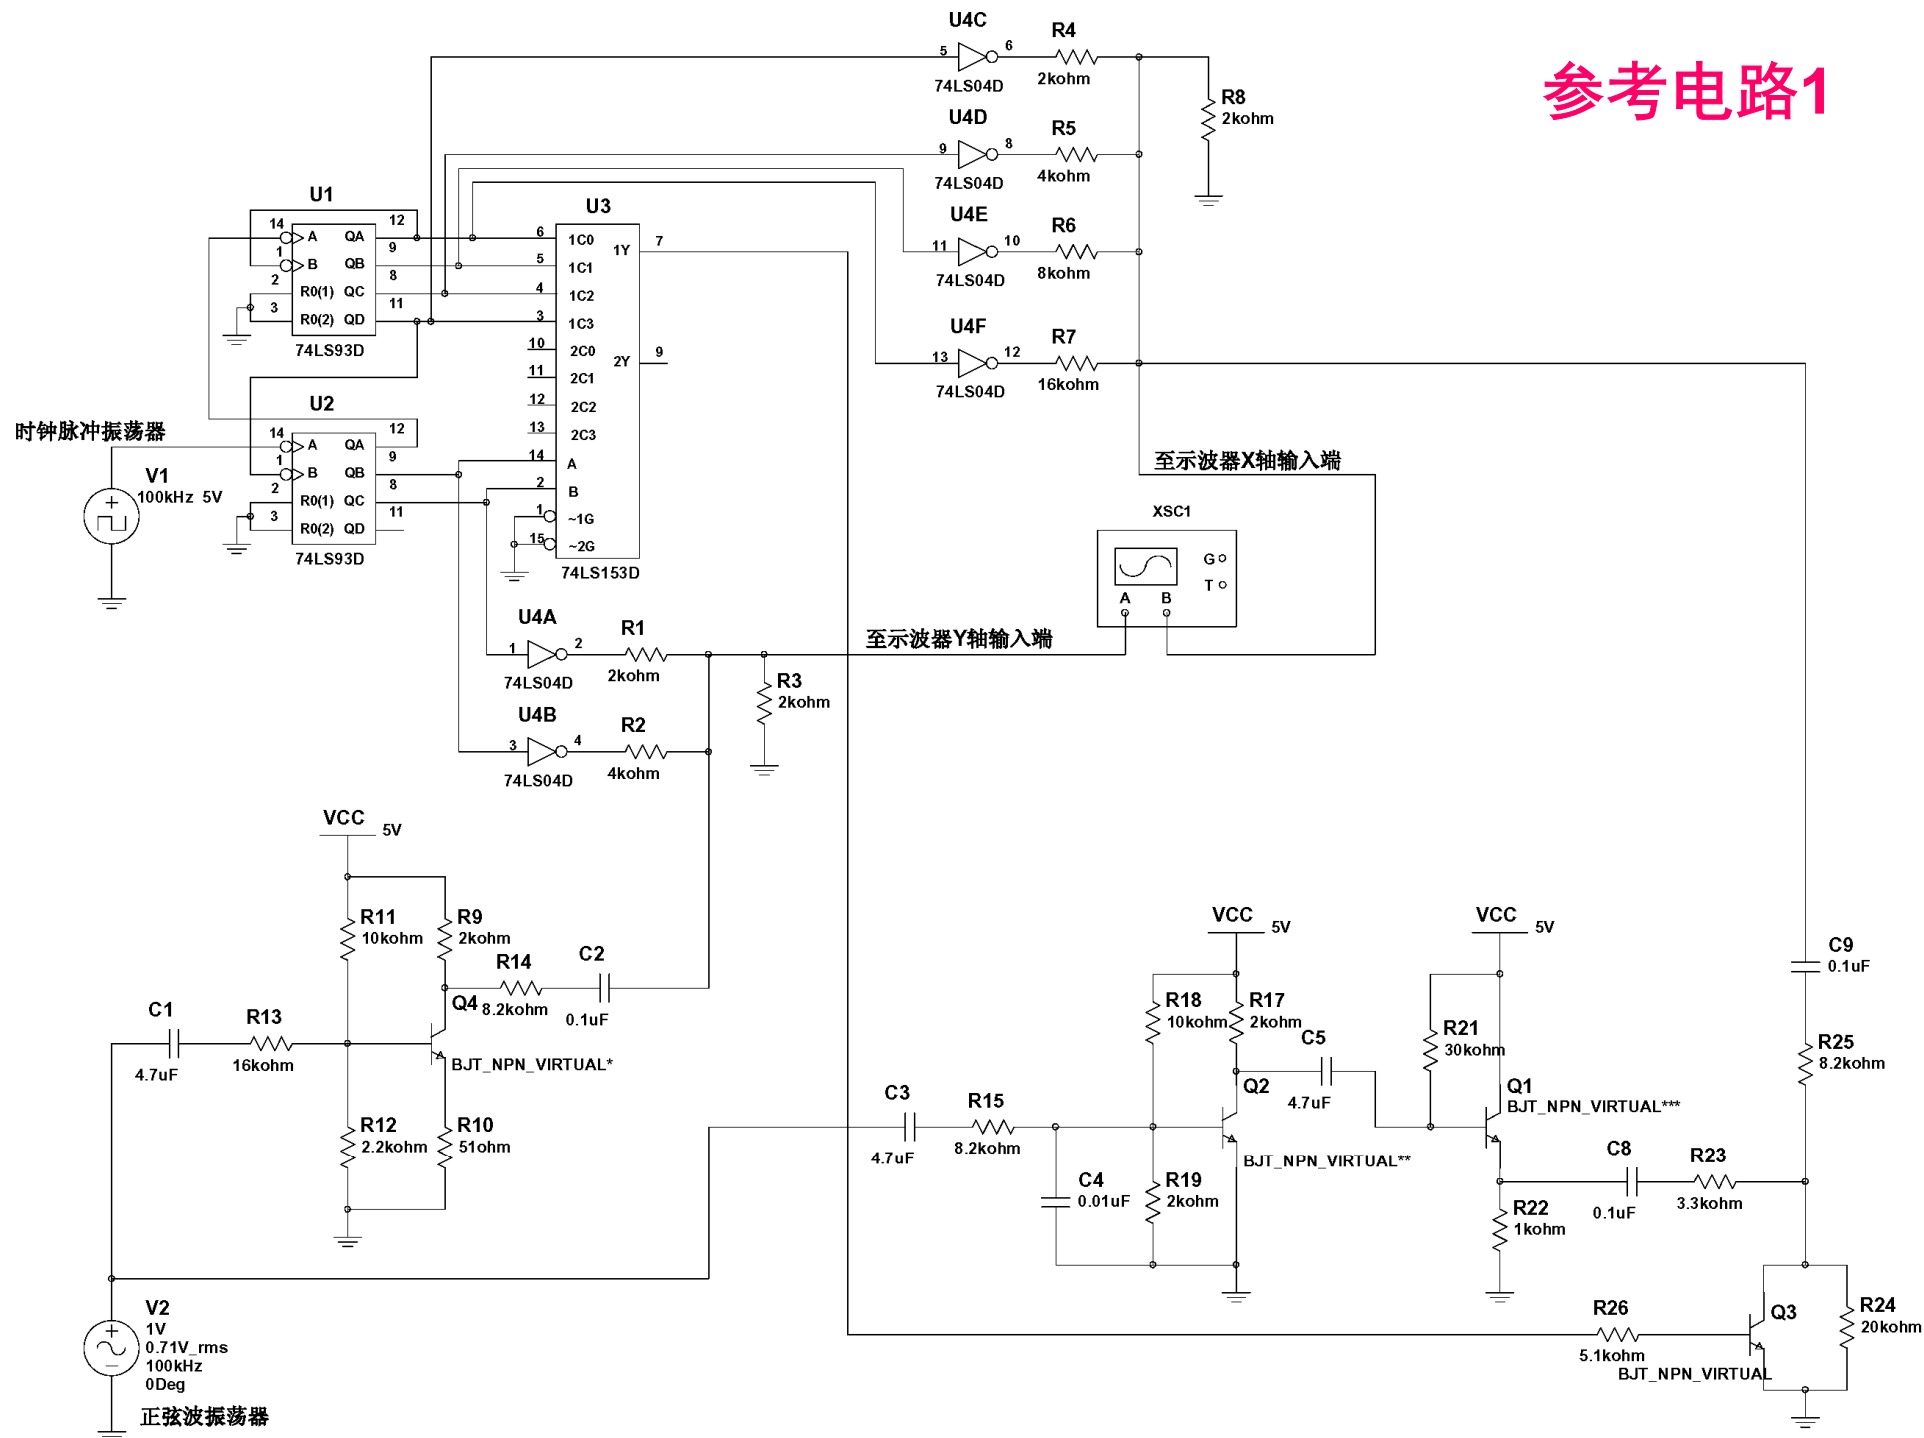 参考电路1
U4C
5
6
74LS04D
R4
2kohm
R8
2kohm
U4D
9
8
74LS04D
R5
4kohm
U4E
11
10
74LS04D
R6
8kohm
U4F
13
12
74LS04D
R7
16kohm
U1
14
1
2
3
A
B
R0(1)
R0(2)
QA
QB
QC
QD
12
9
8
11
74LS93D
U2
14
1
2
3
A
B
R0(1)
R0(2)
QA
QB
QC
QD
12
9
8
11
74LS93D
U3
6
5
4
3
10
11
12
13
14
2
1
15
1C0
1C1
1C2
1C3
2C0
2C1
2C2
2C3
A
B
~1G
~2G
1Y
2Y
7
9
74LS153D
时钟脉冲振荡器
V1
100kHz 5V
至示波器X轴输入端
XSC1
G
T
A
B
至示波器Y轴输入端
U4A
1
2
74LS04D
R1
2kohm
R3
2kohm
U4B
3
4
74LS04D
R2
4kohm
VCC
5V
R11
10kohm
R9
2kohm
R14
8.2kohm
C2
0.1uF
Q4
BJT_NPN_VIRTUAL*
C1
4.7uF
R13
16kohm
R12
2.2kohm
R10
51ohm
V2
1V
0.71V_rms
100kHz
0Deg
正弦波振荡器
C3
4.7uF
R15
8.2kohm
C4
0.01uF
VCC
5V
R18
10kohm
R17
2kohm
C5
4.7uF
Q2
BJT_NPN_VIRTUAL**
R19
2kohm
VCC
5V
R21
30kohm
Q1
BJT_NPN_VIRTUAL***
R22
1kohm
C8
0.1uF
R23
3.3kohm
C9
0.1uF
R25
8.2kohm
R26
5.1kohm
Q3
BJT_NPN_VIRTUAL
R24
20kohm